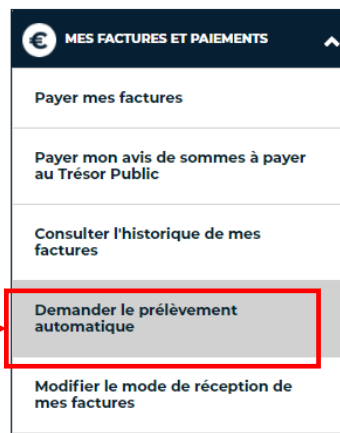 € MES FACTURES ET PAIEMENTS
Payer mes factures
Payer mon avis de sommes à payer
au Trésor Public
Consulter l'historique de mes
factures
Demander le prélèvement
automatique
Modifier le mode de réception de
mes factures